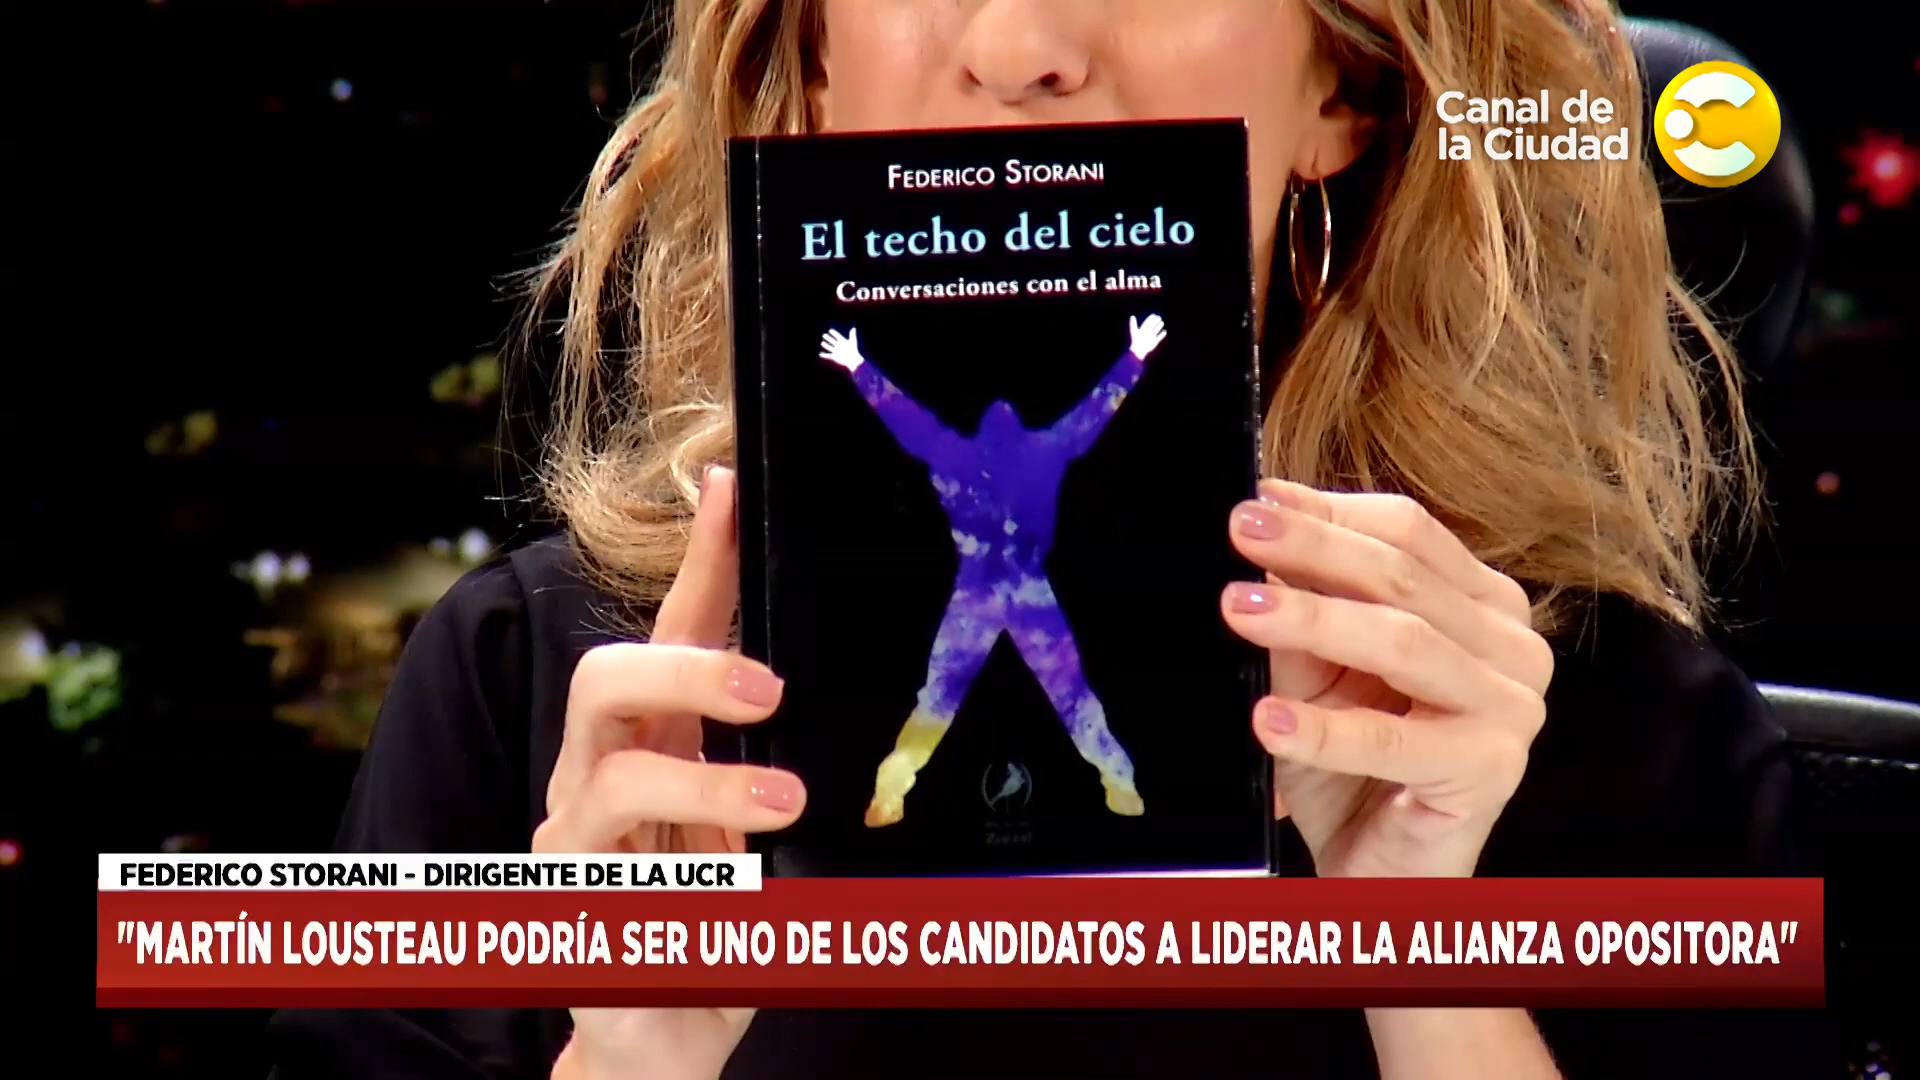 Canal de
la Ciudad
FEDERICO STORANI
El techo del cielo
Conversaciones con el alma
FEDERICO STORANI - DIRIGENTE DE LA UCR
"MARTÍN LOUSTEAU PODRÍA SER UNO DE LOS CANDIDATOS A LIDERAR LA ALIANZA OPOSITORA"